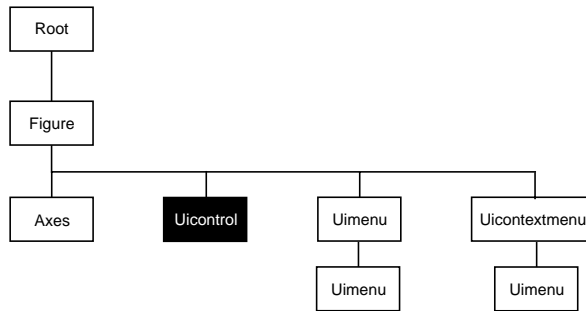 Root
Figure
Axes
Uicontrol
Uimenu
Uicontextmenu
Uimenu
Uimenu